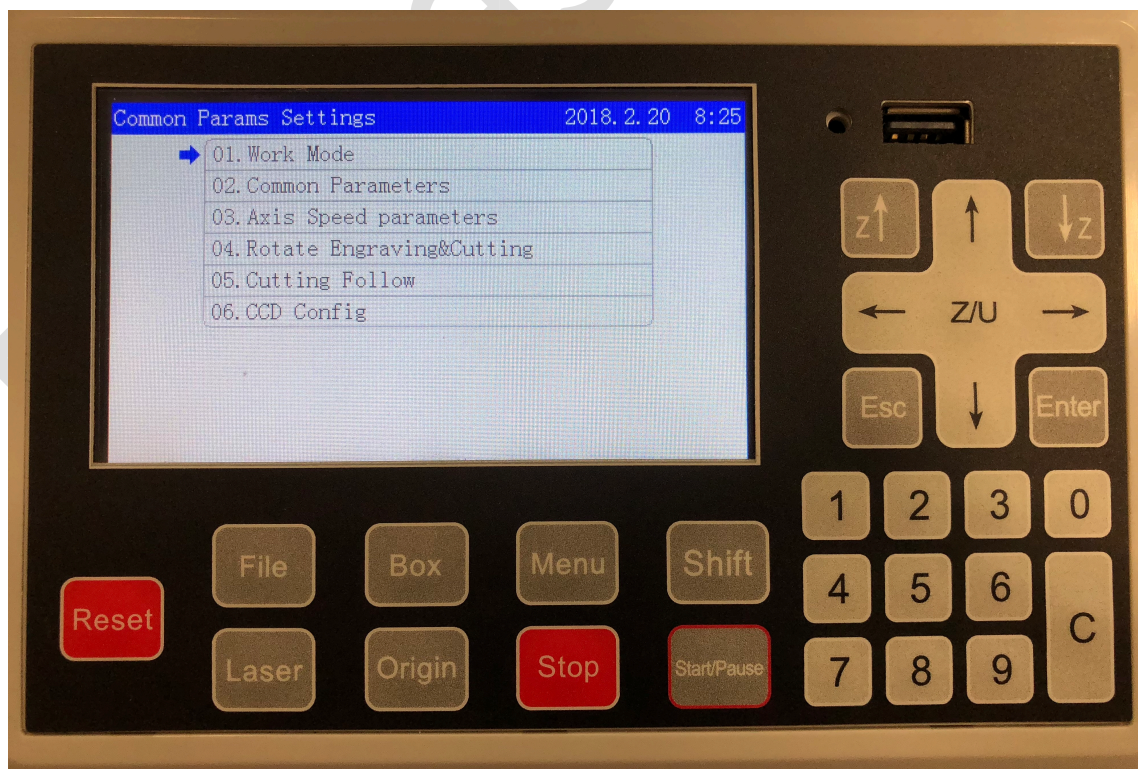 Common Params Settings 2018.2.20 8:25
01.Work Mode
02.Common Parameters
03.Axis Speed parameters
04.Rotate Engraving&Cutting
05.Cutting Follow
06.CCD Config
Z Z
Z/U
Esc Enter
1 2 3 0
File Box Menu Shift
4 5 6
Reset
C
Laser Origin Stop Start/Pause
7 8 9